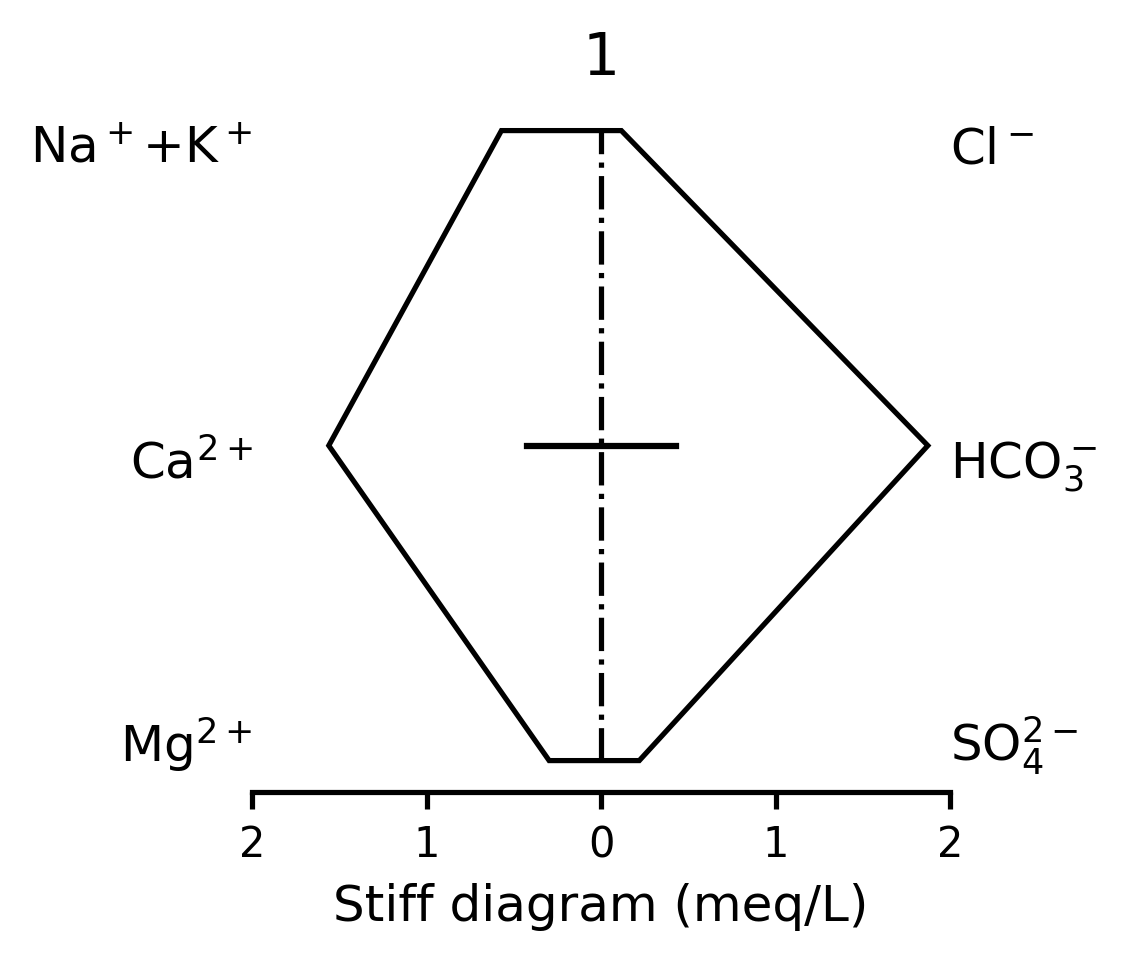 1
Na⁺+K⁺ Cl⁻
Ca²⁺ HCO₃⁻
Mg²⁺ SO₄²⁻
2 1 0 1 2
Stiff diagram (meq/L)